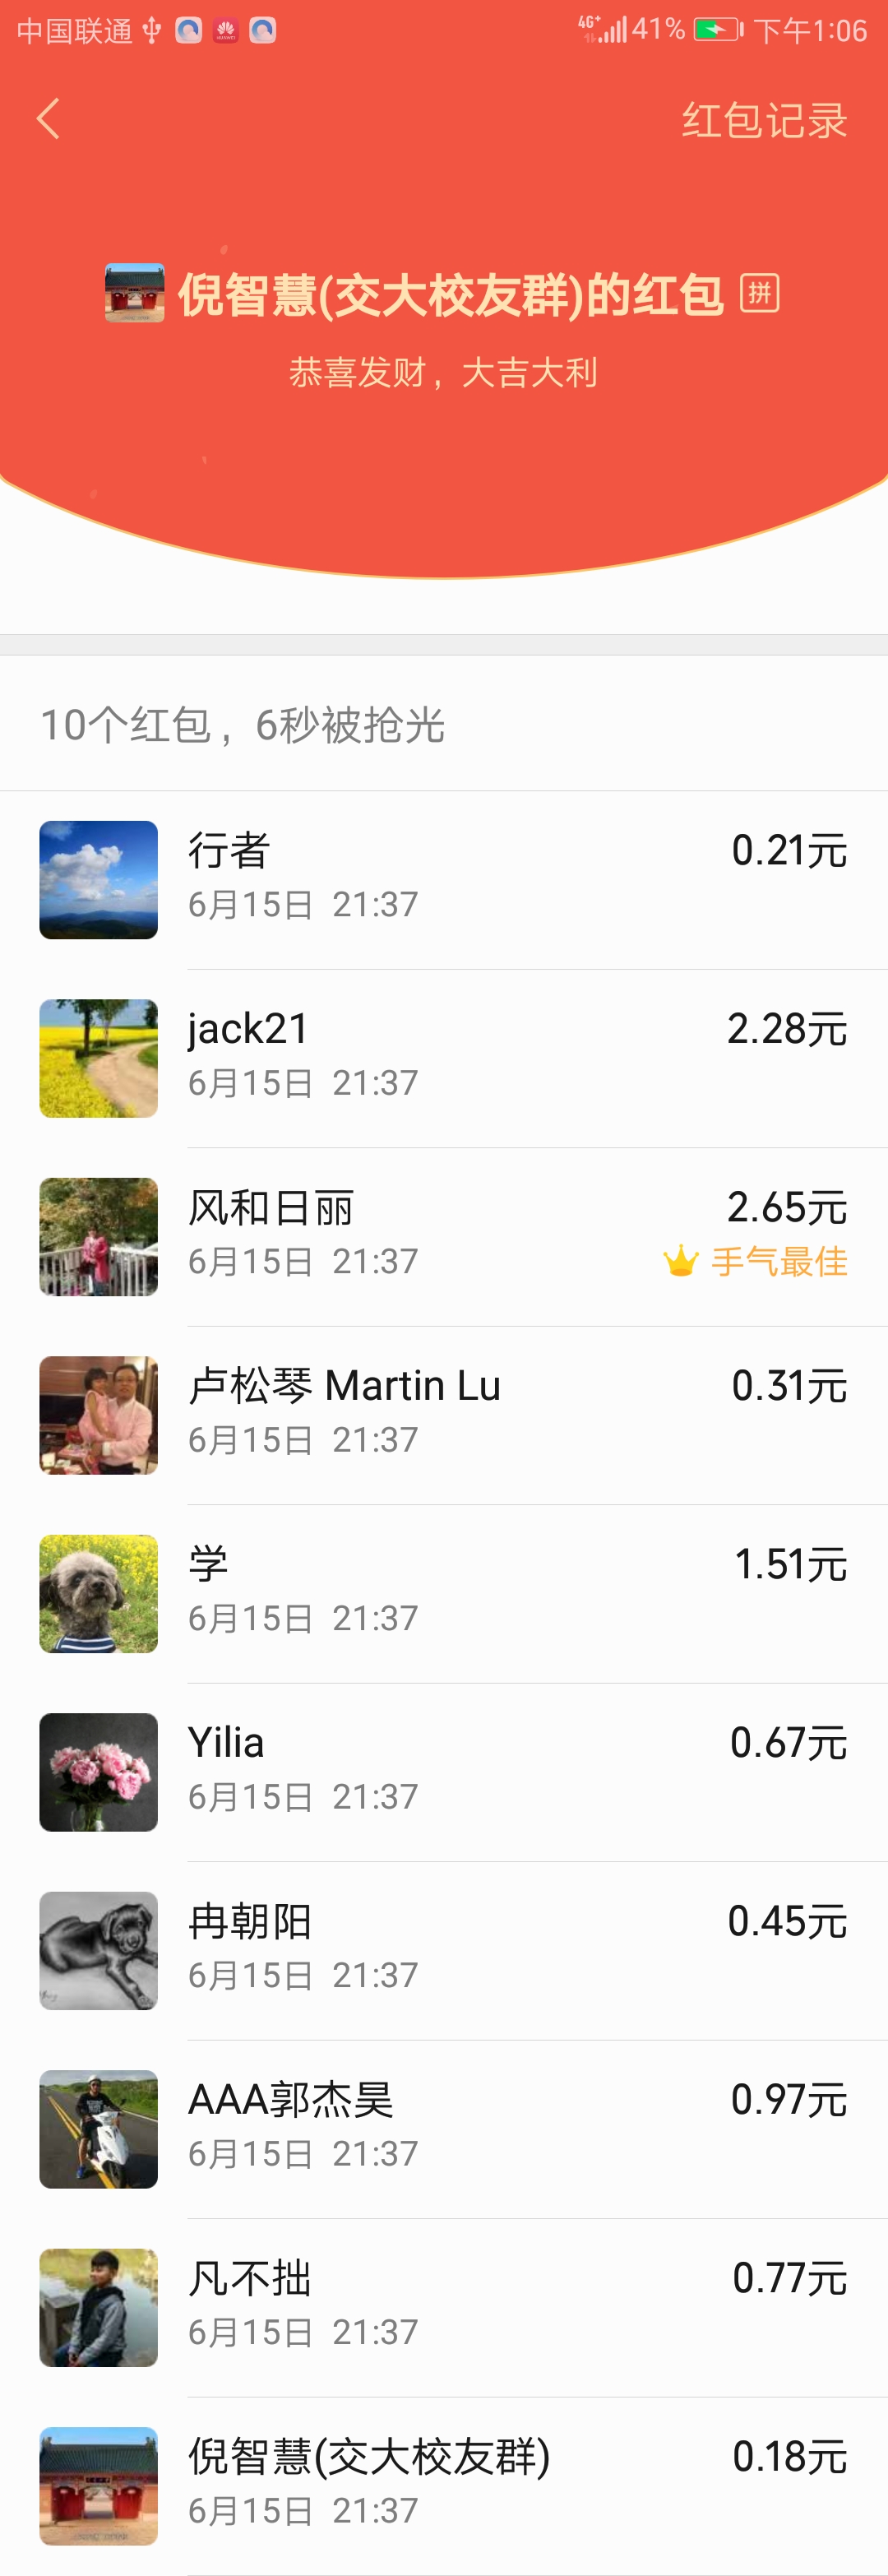 中国联通 4G+ 41% 下午1:06
红包记录
倪智慧(交大校友群)的红包 拼
恭喜发财，大吉大利
10个红包，6秒被抢光
行者 0.21元
6月15日 21:37
jack21 2.28元
6月15日 21:37
风和日丽 2.65元
6月15日 21:37 手气最佳
卢松琴 Martin Lu 0.31元
6月15日 21:37
学 1.51元
6月15日 21:37
Yilia 0.67元
6月15日 21:37
冉朝阳 0.45元
6月15日 21:37
AAA郭杰昊 0.97元
6月15日 21:37
凡不拙 0.77元
6月15日 21:37
倪智慧(交大校友群) 0.18元
6月15日 21:37